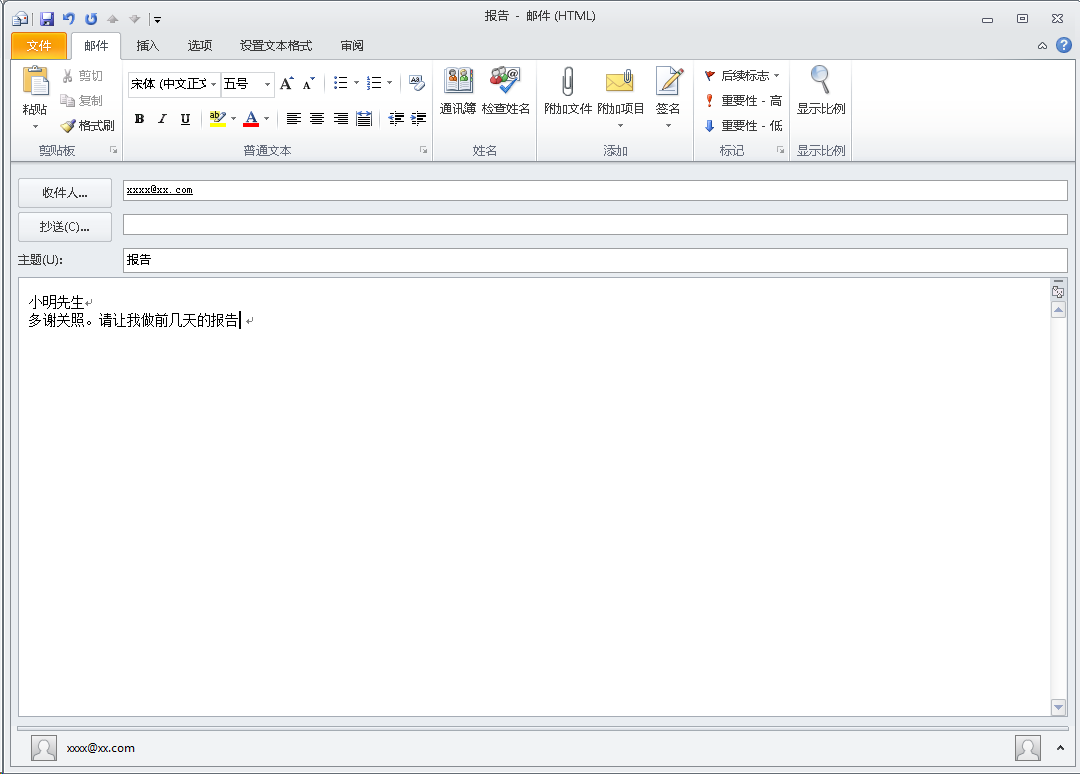 报告 - 邮件 (HTML)
文件 邮件 插入 选项 设置文本格式 审阅
粘贴
剪切
复制
格式刷
剪贴板
宋体 (中文正文 五号
B I U
普通文本
通讯簿 检查姓名
姓名
附加文件 附加项目 签名
添加
后续标志
重要性 - 高
重要性 - 低
标记
显示比例
显示比例
收件人... xxxx@xx.com
抄送(C)...
主题(U): 报告
小明先生
多谢关照。请让我做前几天的报告
xxxx@xx.com